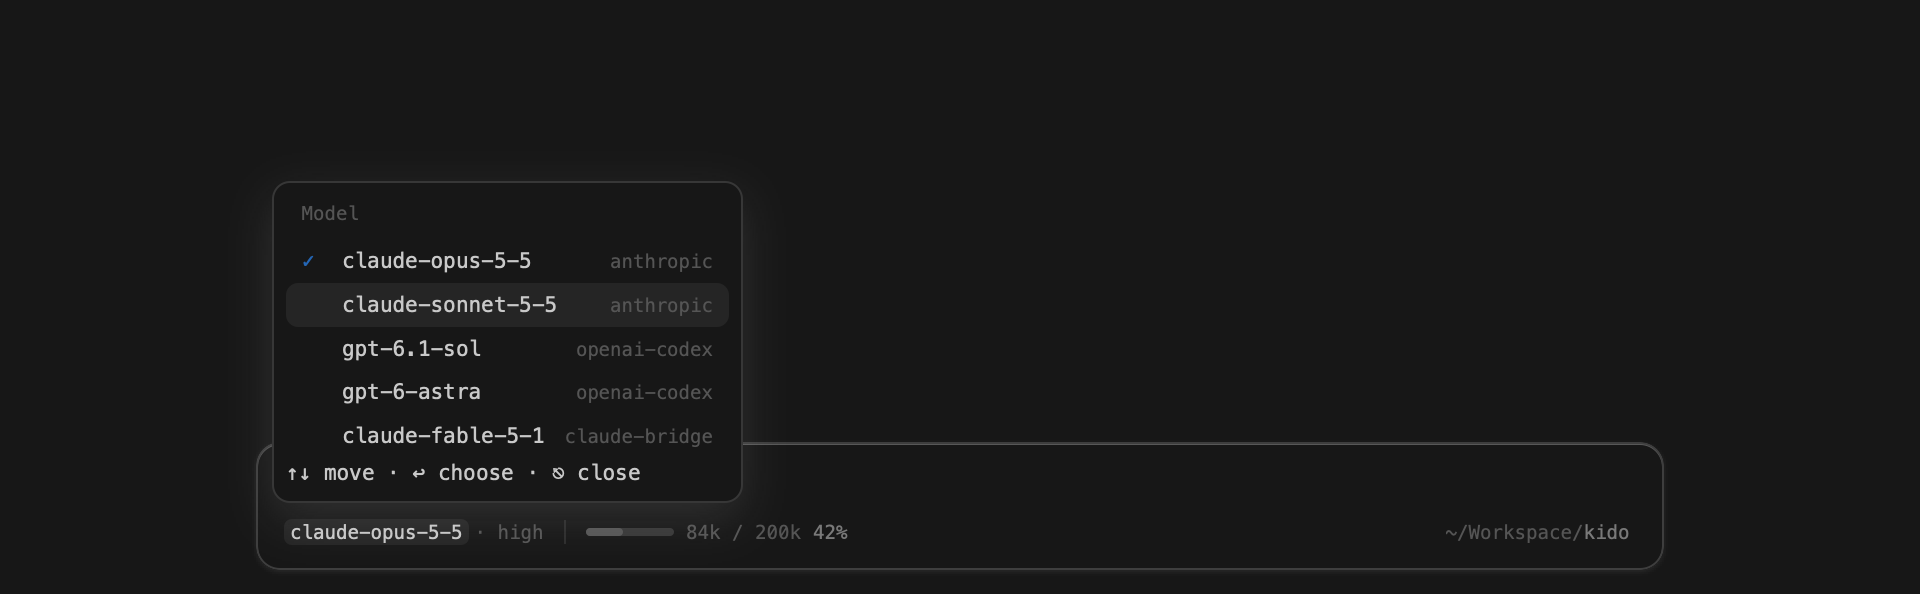 Model
✓ claude-opus-5-5 anthropic
claude-sonnet-5-5 anthropic
gpt-6.1-sol openai-codex
gpt-6-astra openai-codex
claude-fable-5-1 claude-bridge
↑↓ move · ↩ choose · ⎋ close
claude-opus-5-5 · high | 84k / 200k 42% ~/Workspace/kido